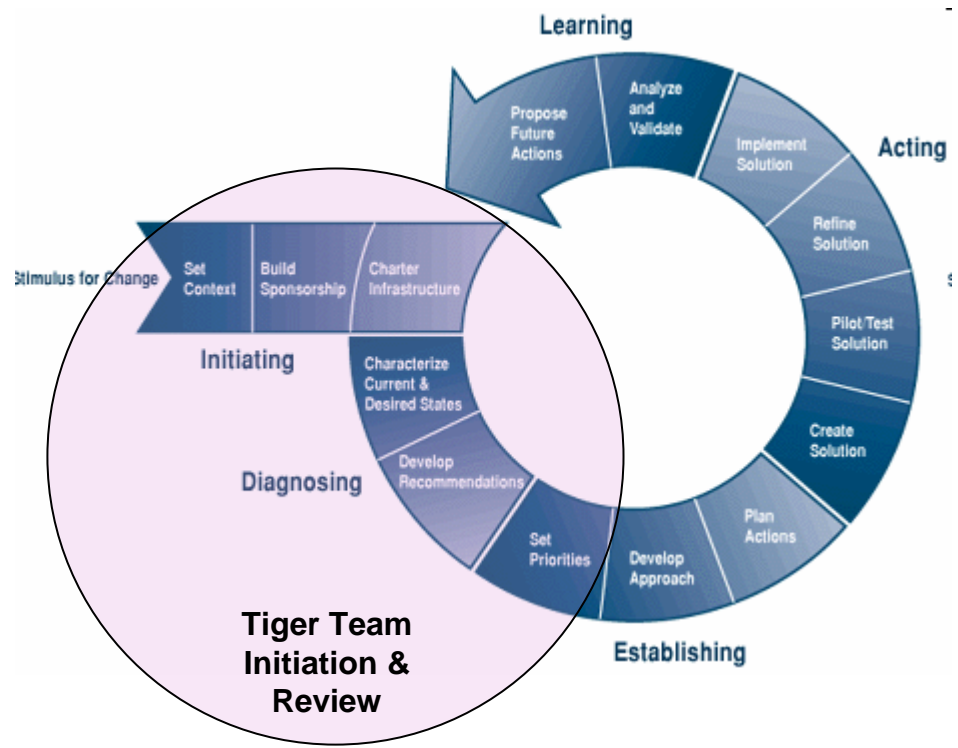 Learning
Propose
Future
Actions
Analyze
and
Validate
Implement
Solution
Acting
Refine
Solution
Pilot/Test
Solution
Create
Solution
Stimulus for Change
Set
Context
Build
Sponsorship
Charter
Infrastructure
Initiating
Characterize
Current &
Desired States
Diagnosing
Develop
Recommendations
Set
Priorities
Develop
Approach
Plan
Actions
Establishing
Tiger Team
Initiation &
Review